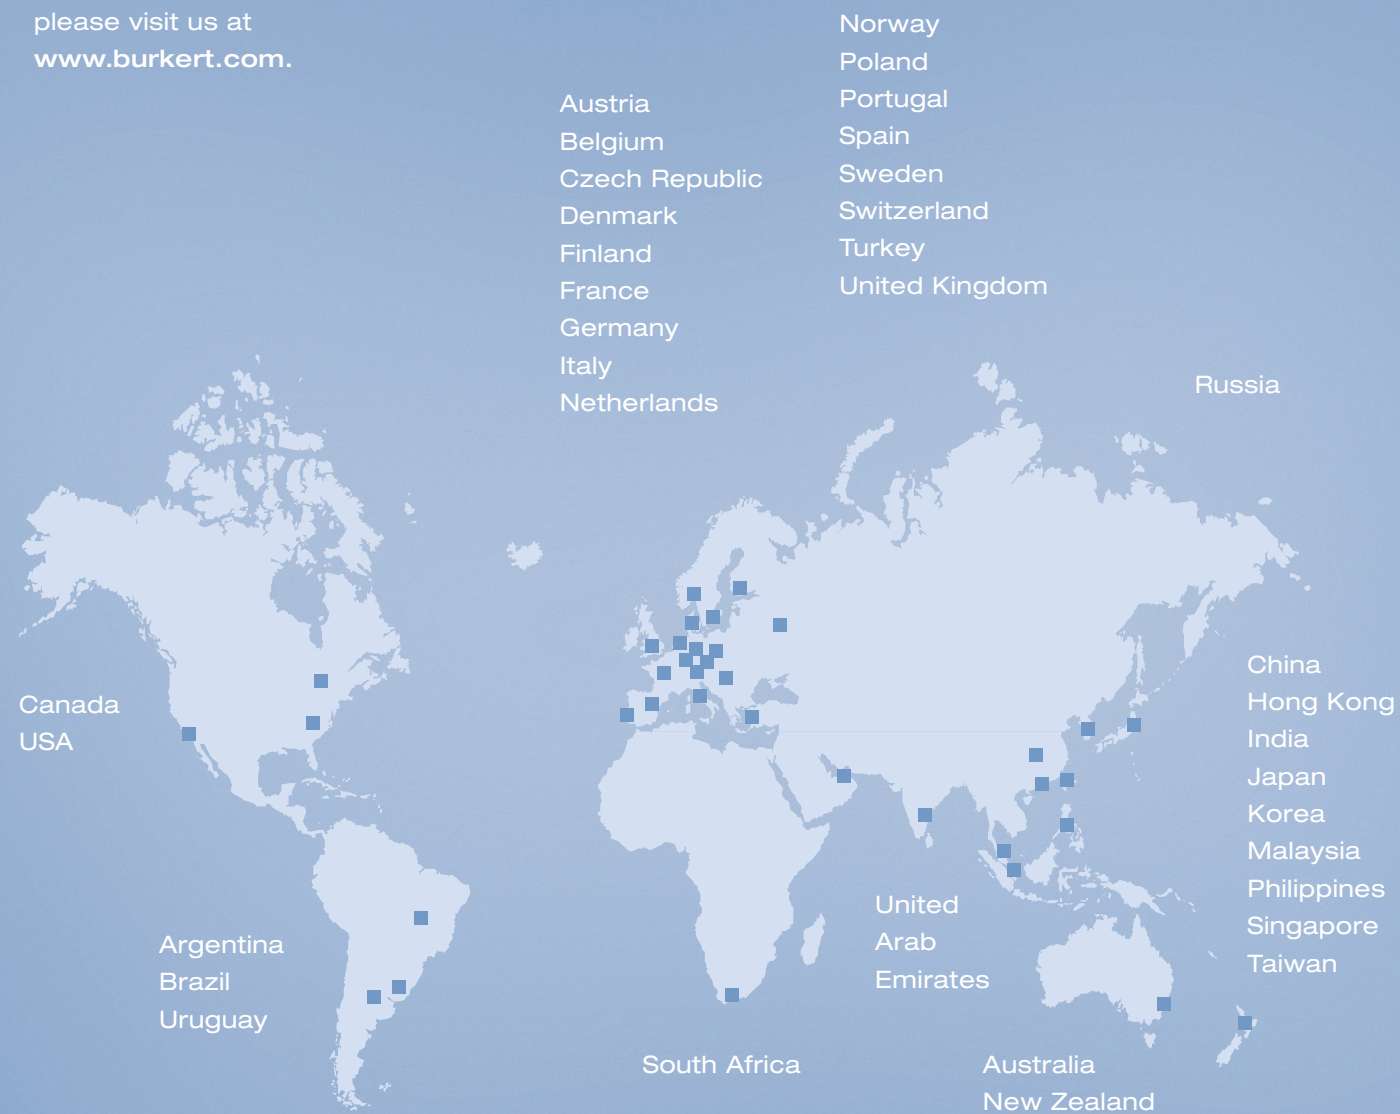 please visit us at
www.burkert.com.
Austria
Belgium
Czech Republic
Denmark
Finland
France
Germany
Italy
Netherlands
Norway
Poland
Portugal
Spain
Sweden
Switzerland
Turkey
United Kingdom
Russia
Canada
USA
China
Hong Kong
India
Japan
Korea
Malaysia
Philippines
Singapore
Taiwan
Argentina
Brazil
Uruguay
United
Arab
Emirates
South Africa
Australia
New Zealand